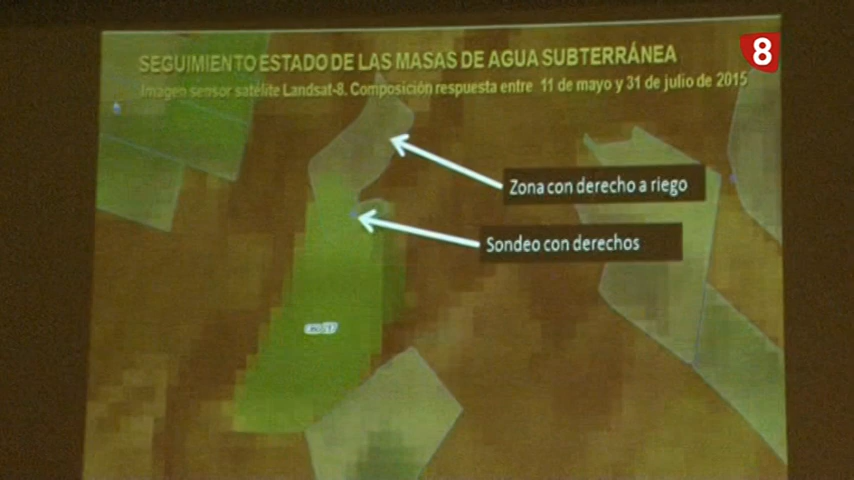 SEGUIMIENTO ESTADO DE LAS MASAS DE AGUA SUBTERRÁNEA
Imagen sensor satélite Landsat-8. Composición respuesta entre 11 de mayo y 31 de julio de 2015
8
Zona con derecho a riego
Sondeo con derechos